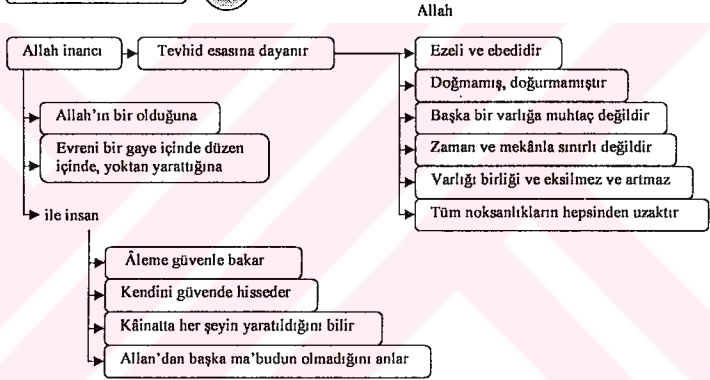 Allah
Allah inancı
Tevhid esasına dayanır
Ezeli ve ebedidir
Doğmamış, doğurmamıştır
Allah'ın bir olduğuna
Başka bir varlığa muhtaç değildir
Evreni bir gaye içinde düzen
içinde, yoktan yarattığına
Zaman ve mekânla sınırlı değildir
Varlığı birliği ve eksilmez ve artmaz
ile insan
Tüm noksanlıkların hepsinden uzaktır
Âleme güvenle bakar
Kendini güvende hisseder
Kâinatta her şeyin yaratıldığını bilir
Allan'dan başka ma'budun olmadığını anlar